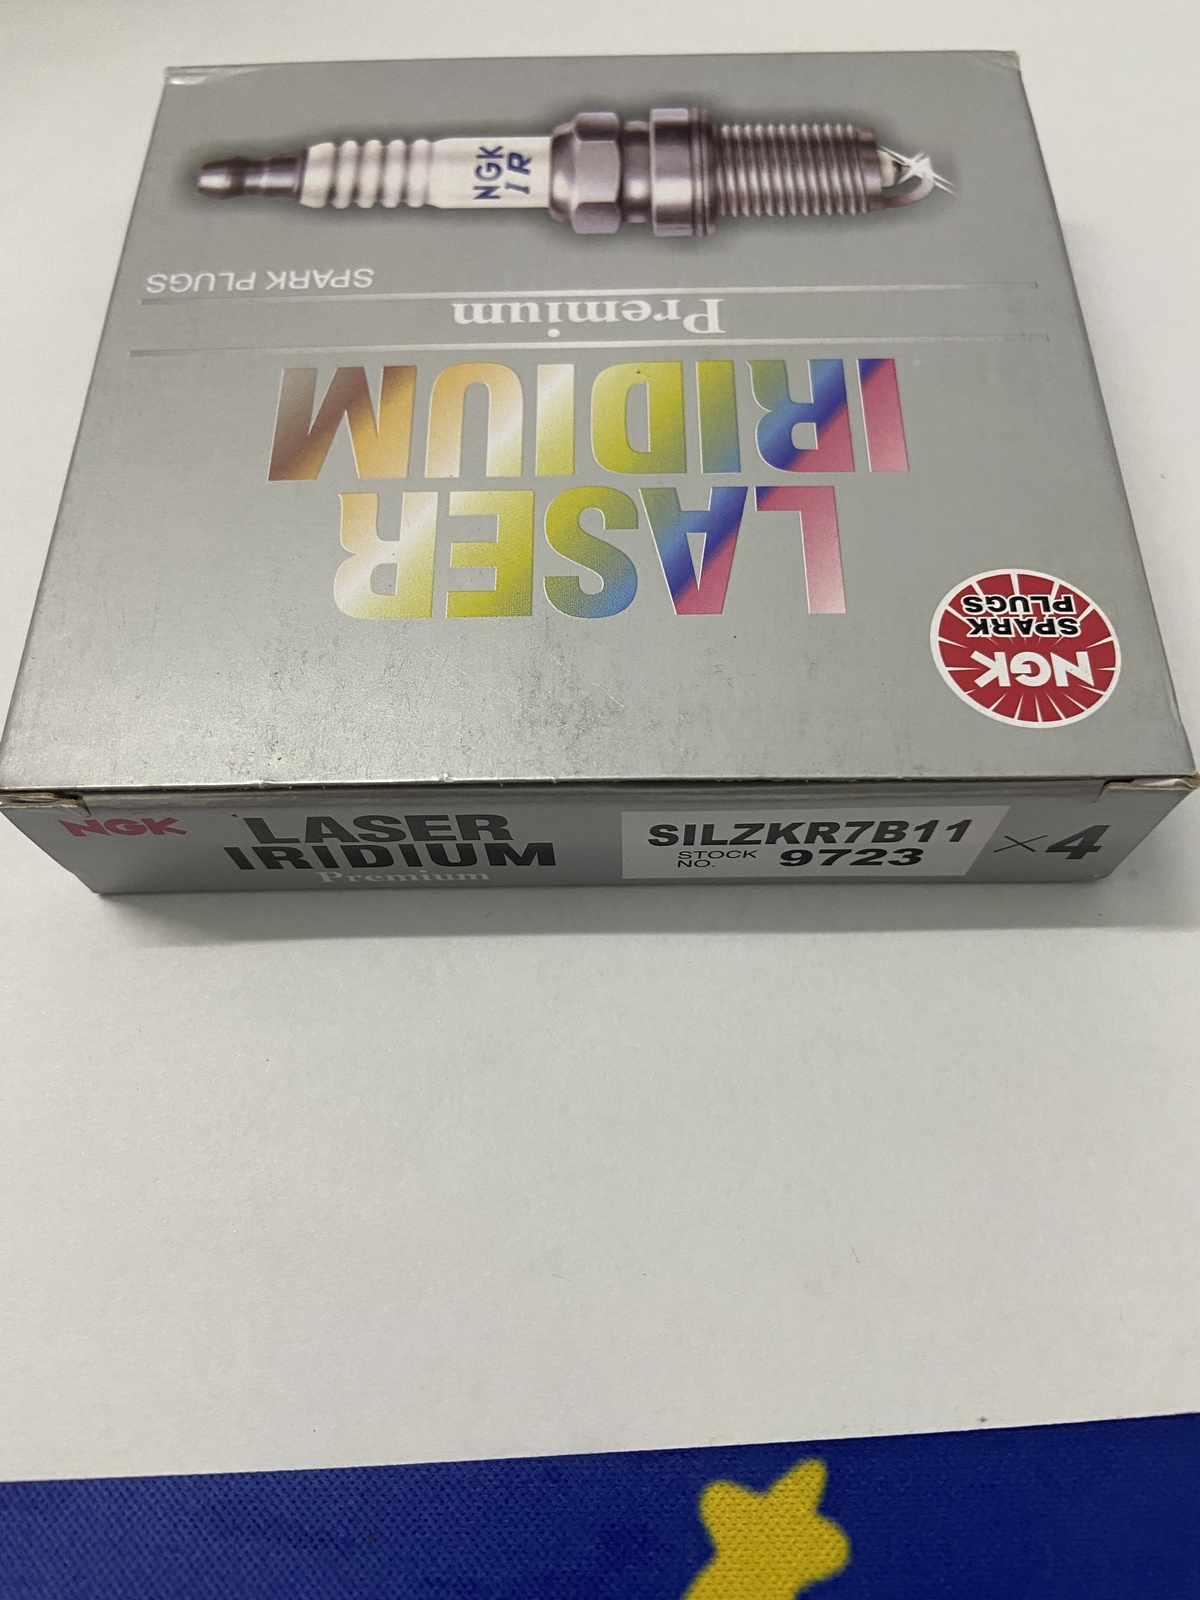 NGK
IR
SPARK PLUGS
Premium
LASER
IRIDIUM
NGK
SPARK
PLUGS
NGK
LASER
IRIDIUM
Premium
SILZKR7B11
STOCK
NO.
9723
×4